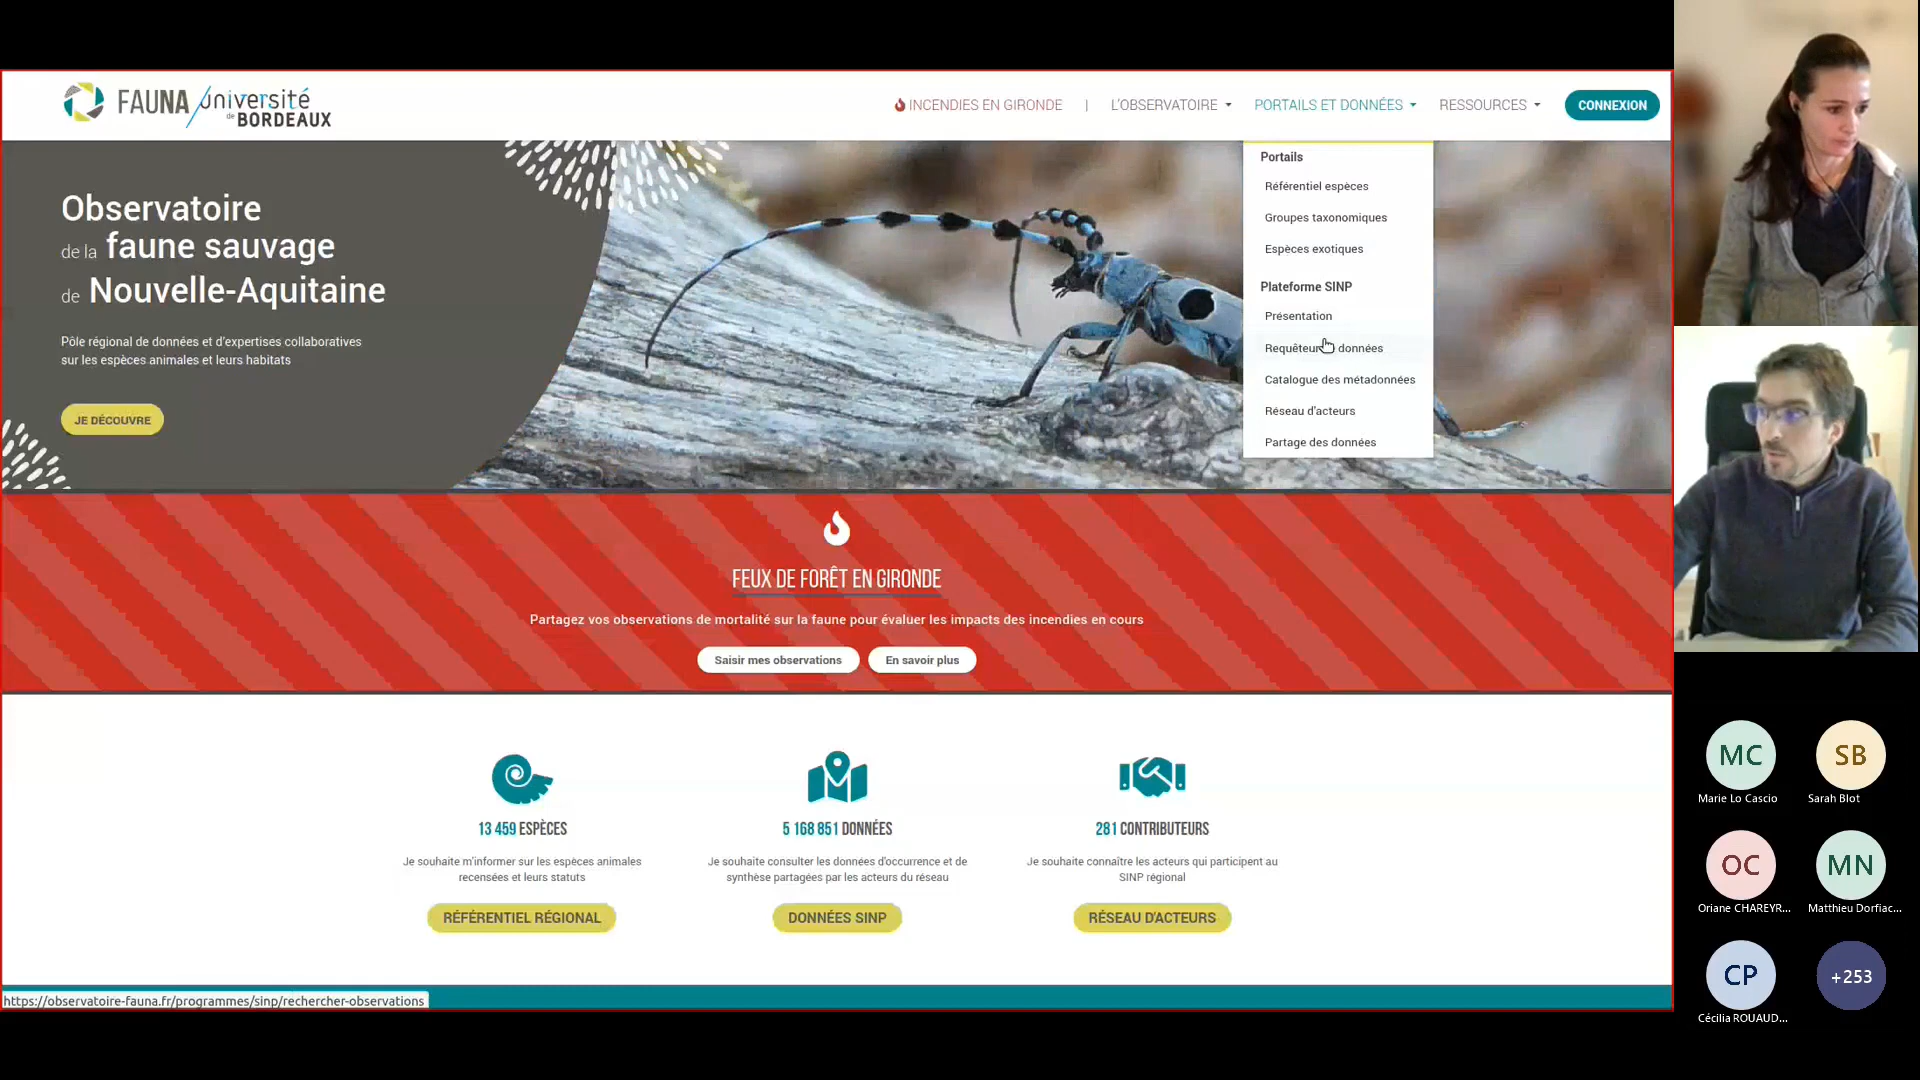 FAUNA Université
de BORDEAUX
INCENDIES EN GIRONDE | L'OBSERVATOIRE PORTAILS ET DONNÉES RESSOURCES CONNEXION
Observatoire
de la faune sauvage
de Nouvelle-Aquitaine
Pôle régional de données et d'expertises collaboratives
sur les espèces animales et leurs habitats
JE DÉCOUVRE
Portails
Référentiel espèces
Groupes taxonomiques
Espèces exotiques
Plateforme SINP
Présentation
Requêteur données
Catalogue des métadonnées
Réseau d'acteurs
Partage des données
FEUX DE FORÊT EN GIRONDE
Partagez vos observations de mortalité sur la faune pour évaluer les impacts des incendies en cours
Saisir mes observations En savoir plus
13 459 ESPÈCES
Je souhaite m'informer sur les espèces animales
recensées et leurs statuts
RÉFÉRENTIEL RÉGIONAL
5 168 851 DONNÉES
Je souhaite consulter les données d'occurrence et de
synthèse partagées par les acteurs du réseau
DONNÉES SINP
281 CONTRIBUTEURS
Je souhaite connaître les acteurs qui participent au
SINP régional
RÉSEAU D'ACTEURS
https://observatoire-fauna.fr/programmes/sinp/rechercher-observations
MC
Marie Lo Cascio
SB
Sarah Blot
OC
Oriane CHAREYR...
MN
Matthieu Dorfiac...
CP
Cécilia ROUAUD...
+253